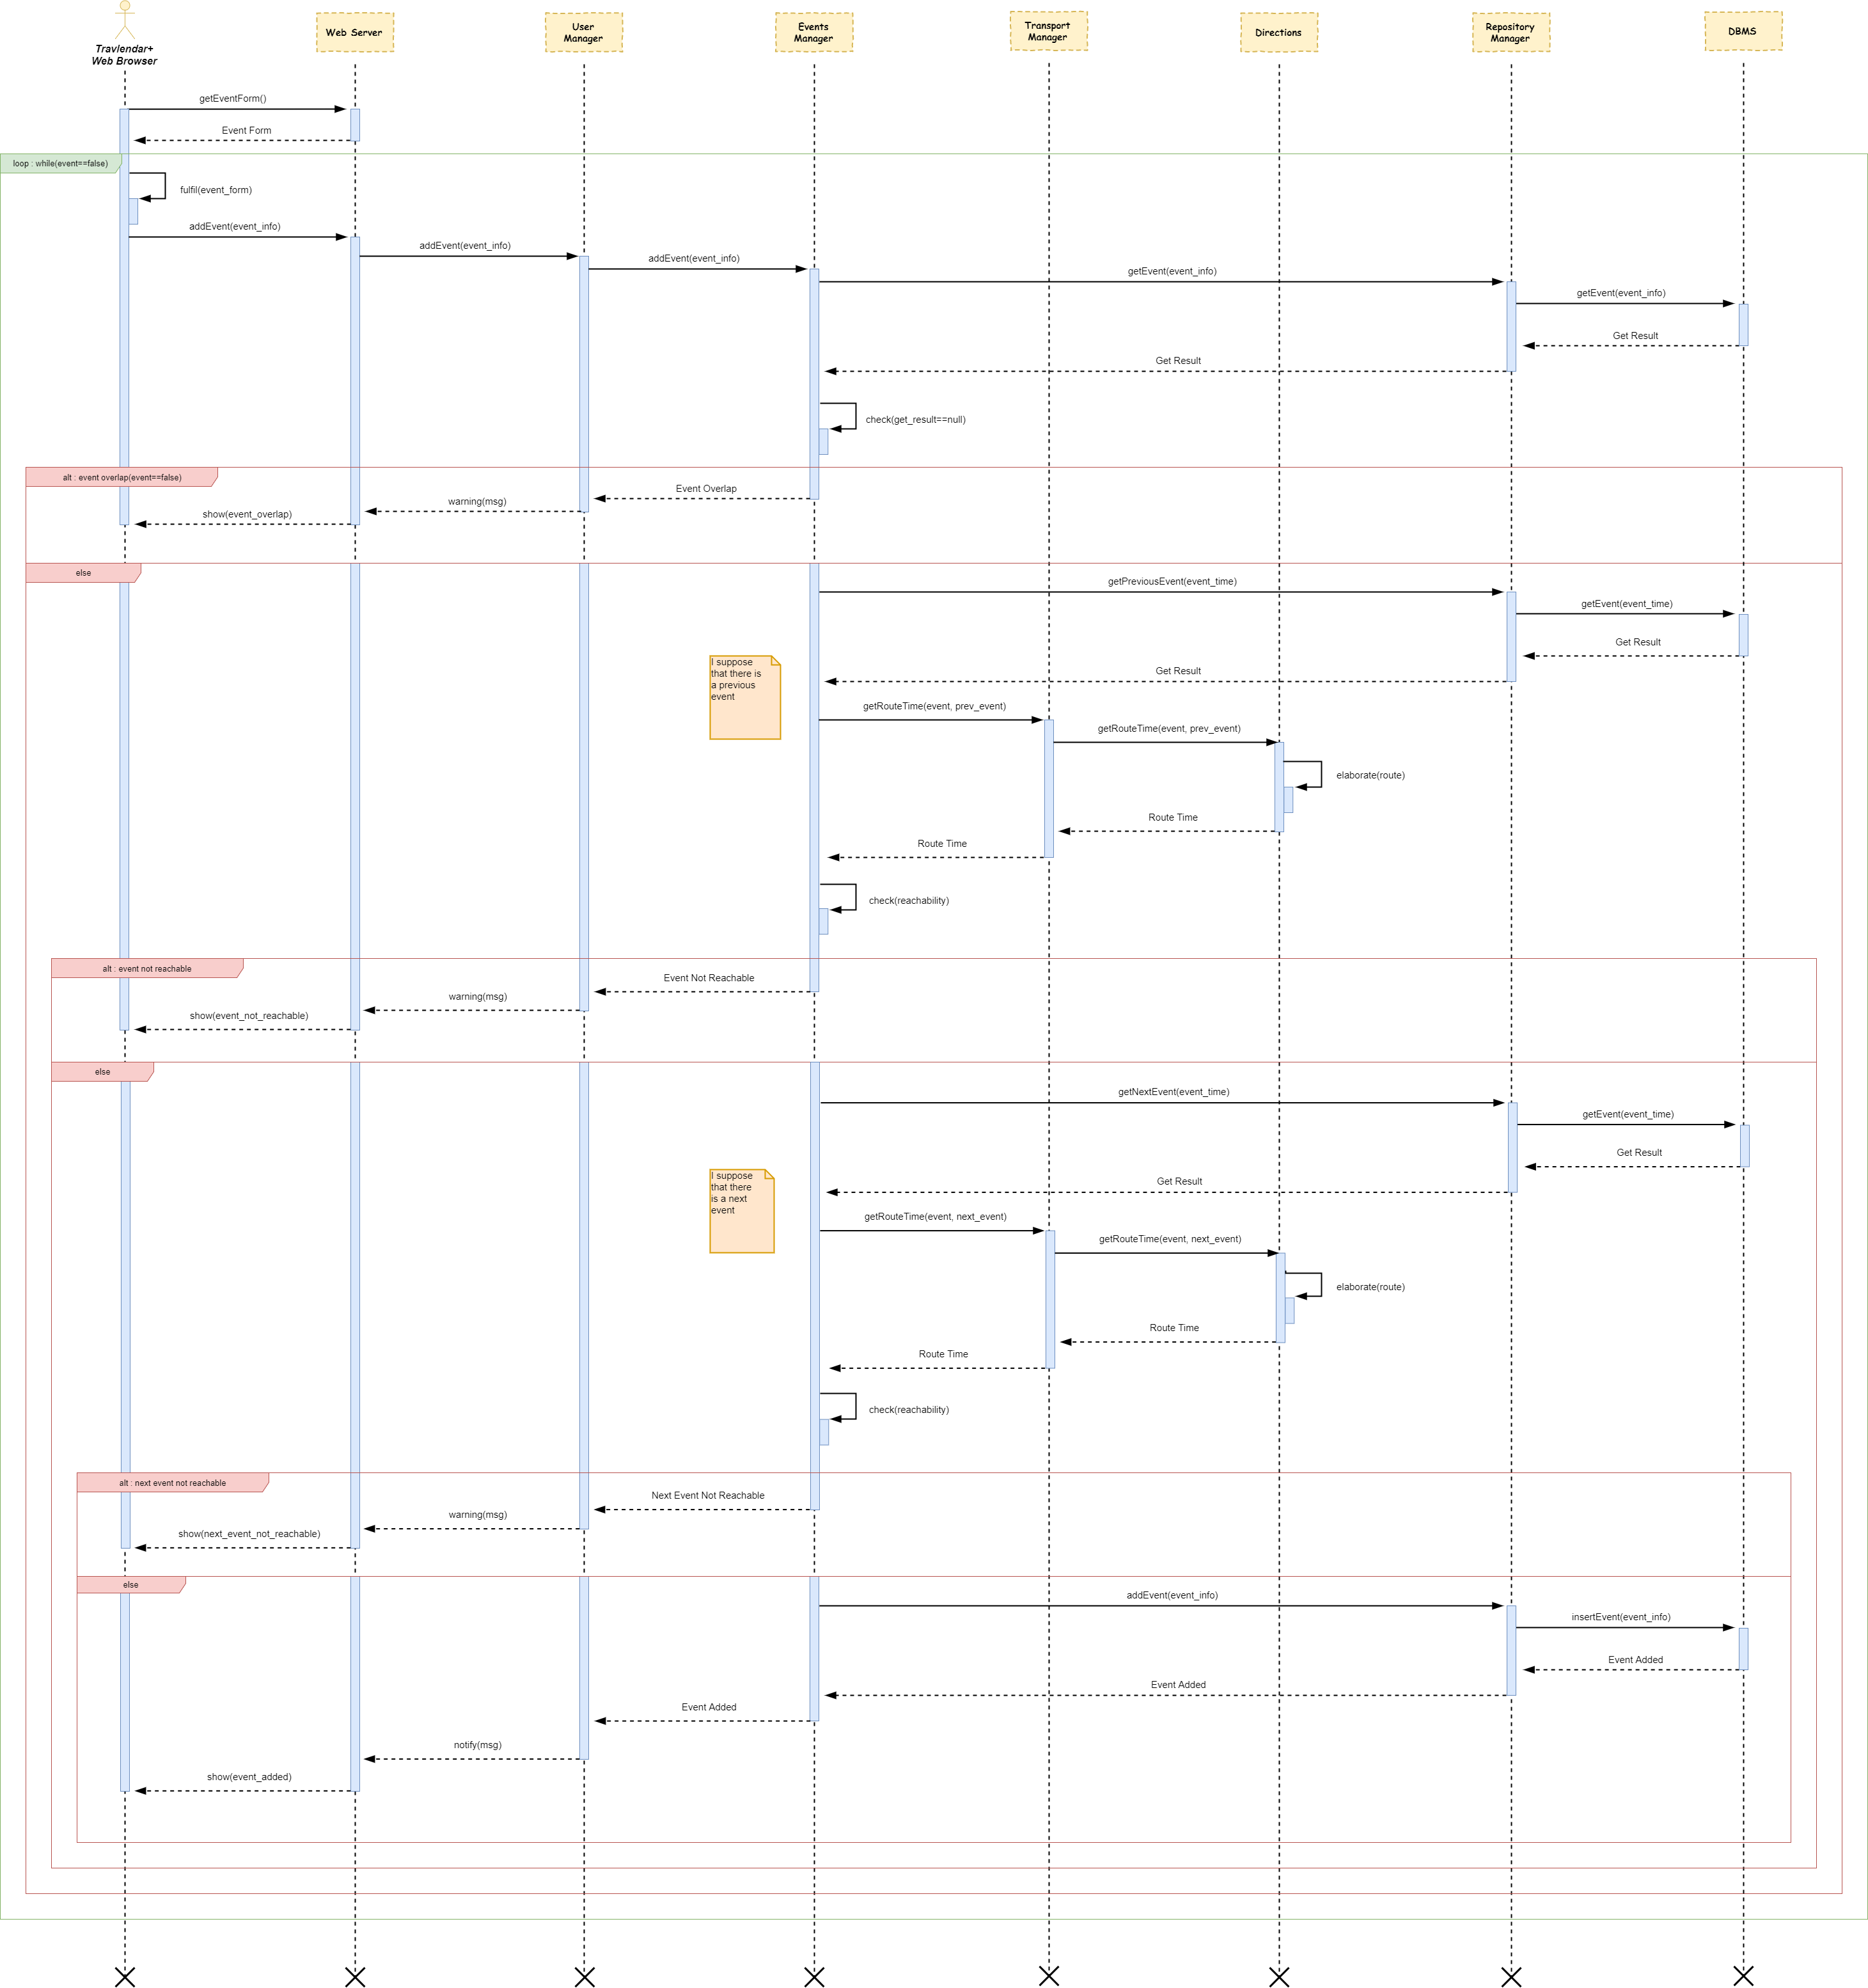 Travlendar+
Web Browser
Web Server
User
Manager
Events
Manager
Transport
Manager
Directions
Repository
Manager
DBMS
getEventForm()
Event Form
loop : while(event==false)
fulfil(event_form)
addEvent(event_info)
addEvent(event_info)
addEvent(event_info)
getEvent(event_info)
getEvent(event_info)
Get Result
Get Result
check(get_result==null)
alt : event overlap(event==false)
Event Overlap
warning(msg)
show(event_overlap)
else
getPreviousEvent(event_time)
getEvent(event_time)
Get Result
I suppose
that there is
a previous
event
Get Result
getRouteTime(event, prev_event)
getRouteTime(event, prev_event)
elaborate(route)
Route Time
Route Time
check(reachability)
alt : event not reachable
Event Not Reachable
warning(msg)
show(event_not_reachable)
else
getNextEvent(event_time)
getEvent(event_time)
Get Result
I suppose
that there
is a next
event
Get Result
getRouteTime(event, next_event)
getRouteTime(event, next_event)
elaborate(route)
Route Time
Route Time
check(reachability)
alt : next event not reachable
Next Event Not Reachable
warning(msg)
show(next_event_not_reachable)
else
addEvent(event_info)
insertEvent(event_info)
Event Added
Event Added
Event Added
notify(msg)
show(event_added)